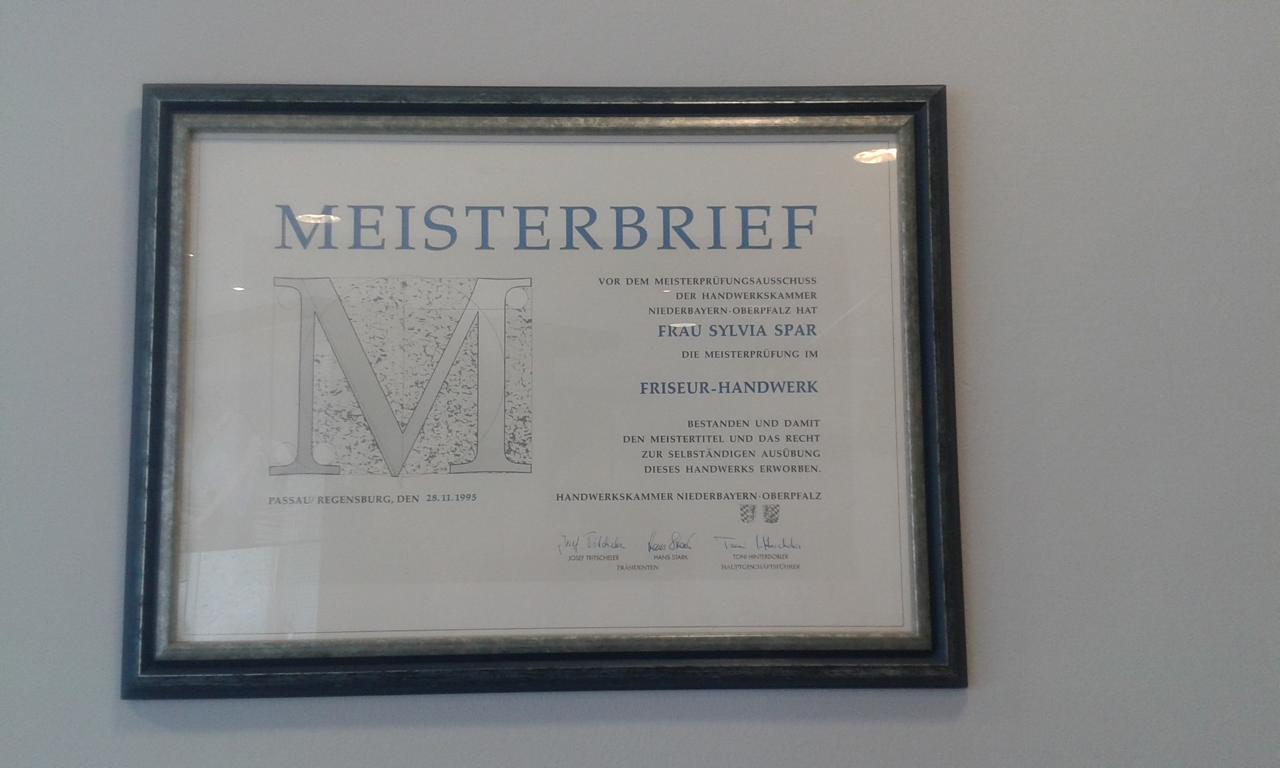 MEISTERBRIEF
M
VOR DEM MEISTERPRÜFUNGSAUSSCHUSS
DER HANDWERKSKAMMER
NIEDERBAYERN-OBERPFALZ HAT
FRAU SYLVIA SPAR
DIE MEISTERPRÜFUNG IM
FRISEUR-HANDWERK
BESTANDEN UND DAMIT
DEN MEISTERTITEL UND DAS RECHT
ZUR SELBSTÄNDIGEN AUSÜBUNG
DIESES HANDWERKS ERWORBEN.
PASSAU/REGENSBURG, DEN 28.11.1995
HANDWERKSKAMMER NIEDERBAYERN-OBERPFALZ
JOSEF TRITSCHELER HANS STARK TONI HINTERDOBLER
PRÄSIDENTEN HAUPTGESCHÄFTSFÜHRER